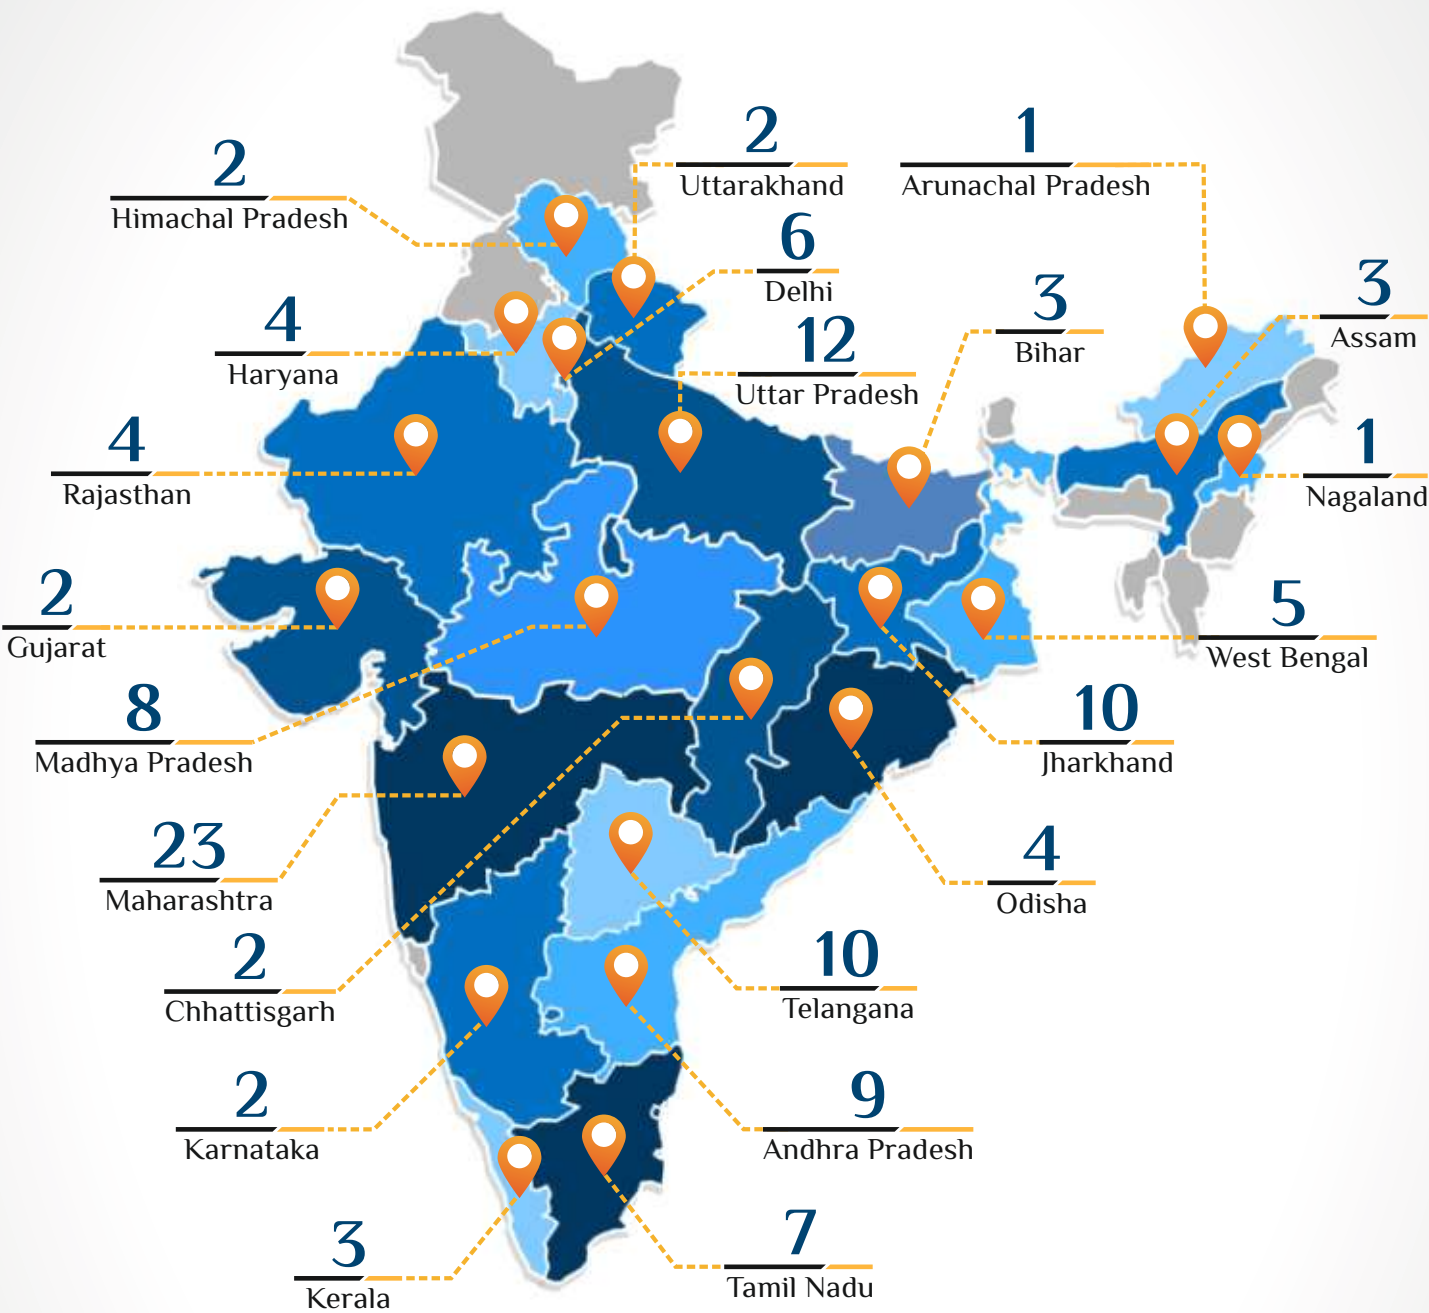 2
Himachal Pradesh
2
Uttarakhand
1
Arunachal Pradesh
6
Delhi
3
Bihar
3
Assam
4
Haryana
12
Uttar Pradesh
4
Rajasthan
1
Nagaland
2
Gujarat
5
West Bengal
8
Madhya Pradesh
10
Jharkhand
23
Maharashtra
4
Odisha
2
Chhattisgarh
10
Telangana
2
Karnataka
9
Andhra Pradesh
3
Kerala
7
Tamil Nadu